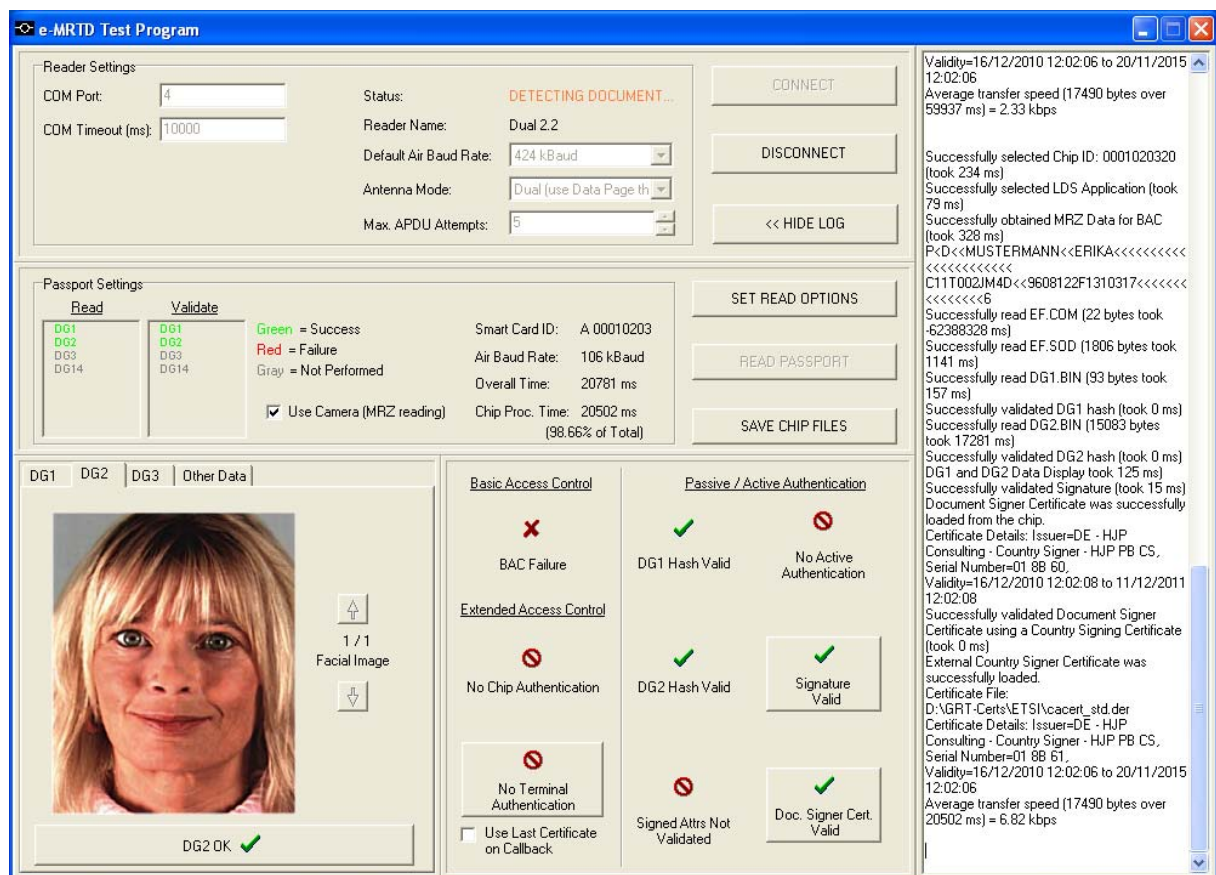 e-MRTD Test Program
Reader Settings
COM Port: 4
COM Timeout (ms): 10000
Status: DETECTING DOCUMENT...
Reader Name: Dual 2.2
Default Air Baud Rate: 424 kBaud
Antenna Mode: Dual (use Data Page th
Max. APDU Attempts: 5
CONNECT
DISCONNECT
<< HIDE LOG
Passport Settings
Read
DG1
DG2
DG3
DG14
Validate
DG1
DG2
DG3
DG14
Green = Success
Red = Failure
Gray = Not Performed
Use Camera (MRZ reading)
Smart Card ID: A 00010203
Air Baud Rate: 106 kBaud
Overall Time: 20781 ms
Chip Proc. Time: 20502 ms
(98.66% of Total)
SET READ OPTIONS
READ PASSPORT
SAVE CHIP FILES
DG1 DG2 DG3 Other Data
1 / 1
Facial Image
DG2 OK
Basic Access Control
BAC Failure
Extended Access Control
No Chip Authentication
No Terminal
Authentication
Use Last Certificate
on Callback
Passive / Active Authentication
DG1 Hash Valid
No Active
Authentication
DG2 Hash Valid
Signature
Valid
Signed Attrs Not
Validated
Doc. Signer Cert.
Valid
Validity=16/12/2010 12:02:06 to 20/11/2015
12:02:06
Average transfer speed (17490 bytes over
59937 ms) = 2.33 kbps
Successfully selected Chip ID: 0001020320
(took 234 ms)
Successfully selected LDS Application (took
79 ms)
Successfully obtained MRZ Data for BAC
(took 328 ms)
P<D<<MUSTERMANN<<ERIKA<<<<<<<<<<
<<<<<<<<<<<<
C11T002JM4D<<9608122F1310317<<<<<<<
<<<<<<<<6
Successfully read EF.COM (22 bytes took
-62388328 ms)
Successfully read EF.SOD (1806 bytes took
1141 ms)
Successfully read DG1.BIN (93 bytes took
157 ms)
Successfully validated DG1 hash (took 0 ms)
Successfully read DG2.BIN (15083 bytes
took 17281 ms)
Successfully validated DG2 hash (took 0 ms)
DG1 and DG2 Data Display took 125 ms)
Successfully validated Signature (took 15 ms)
Document Signer Certificate was successfully
loaded from the chip.
Certificate Details: Issuer=DE - HJP
Consulting - Country Signer - HJP PB CS,
Serial Number=01 8B 60,
Validity=16/12/2010 12:02:08 to 11/12/2011
12:02:08
Successfully validated Document Signer
Certificate using a Country Signing Certificate
(took 0 ms)
External Country Signer Certificate was
successfully loaded.
Certificate File:
D:\GRT-Certs\ETSI\cacert_std.der
Certificate Details: Issuer=DE - HJP
Consulting - Country Signer - HJP PB CS,
Serial Number=01 8B 61,
Validity=16/12/2010 12:02:06 to 20/11/2015
12:02:06
Average transfer speed (17490 bytes over
20502 ms) = 6.82 kbps